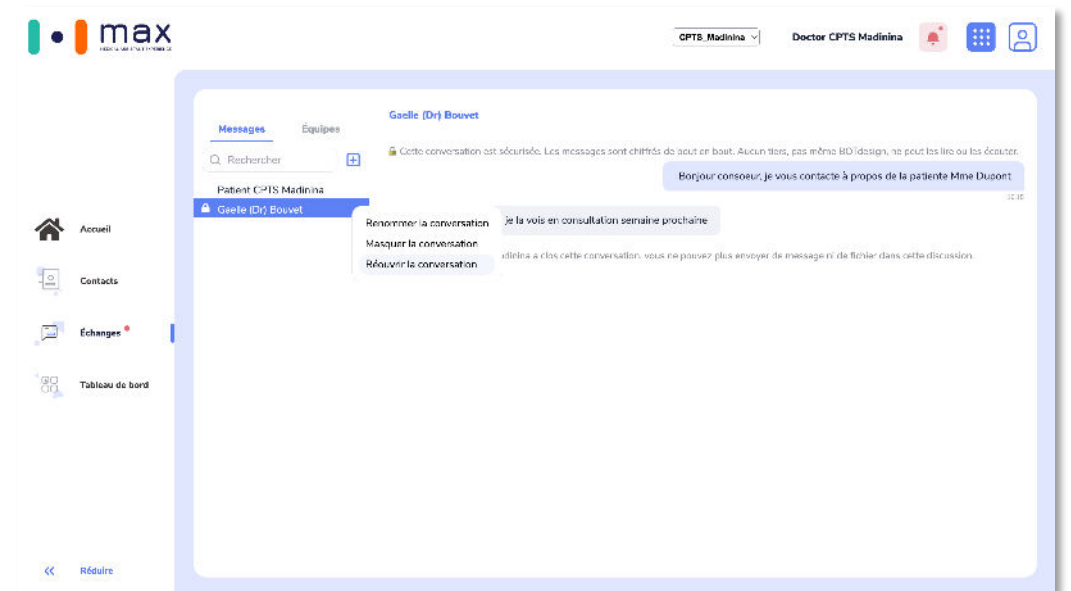 max
CPTS_Madinina
Doctor CPTS Madinina
Messages
Équipes
Rechercher
Patient CPTS Madinina
Gaelle (Dr) Bouvet
Renommer la conversation
Masquer la conversation
Réouvrir la conversation
Gaelle (Dr) Bouvet
Cette conversation est sécurisée. Les messages sont chiffrés de bout en bout. Aucun tiers, pas même BOTdesign, ne peut les lire ou les écouter.
Bonjour consoeur, je vous contacte à propos de la patiente Mme Dupont
je la vois en consultation semaine prochaine
a clos cette conversation, vous ne pouvez plus envoyer de message ni de fichier dans cette discussion.
Accueil
Contacts
Échanges
Tableau de bord
Réduire